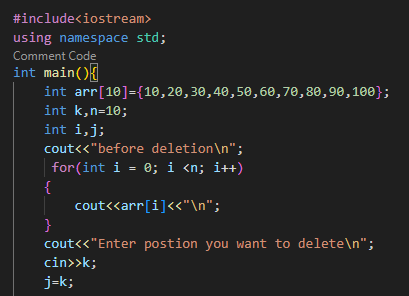 #include<iostream>
using namespace std;
Comment Code
int main(){
int arr[10]={10,20,30,40,50,60,70,80,90,100};
int k,n=10;
int i,j;
cout<<"before deletion\n";
for(int i = 0; i <n; i++)
{
cout<<arr[i]<<"\n";
}
cout<<"Enter postion you want to delete\n";
cin>>k;
j=k;